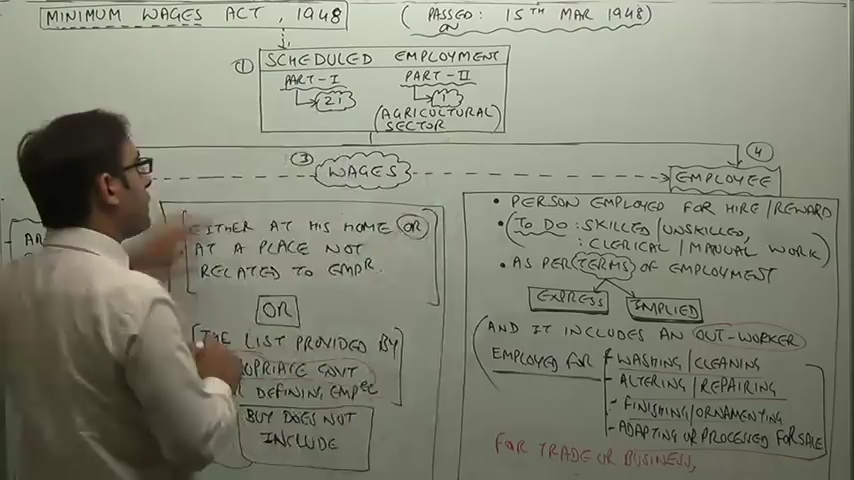 MINIMUM WAGES ACT, 1948
(PASSED: 15TH MAR 1948)
ON
① SCHEDULED EMPLOYMENT
PART-I PART-II
21 1
(AGRICULTURAL
SECTOR)
③ WAGES
④
EMPLOYEE
AR
EITHER AT HIS HOME OR
AT A PLACE NOT
RELATED TO EMPR.
OR
THE LIST PROVIDED BY
GOVT
DEFINING EMPEE
BUY DOES NOT
INCLUDE
• PERSON EMPLOYED FOR HIRE/REWARD
• (TO DO: SKILLED/UNSKILLED,
: CLERICAL/MANUAL WORK)
• AS PER TERMS OF EMPLOYMENT
EXPRESS IMPLIED
(AND IT INCLUDES AN OUT-WORKER
EMPLOYED FOR - WASHING/CLEANING
- ALTERING/REPAIRING
- FINISHING/ORNAMENTING
- ADAPTING OR PROCESSED FOR SALE
FOR TRADE OR BUSINESS,